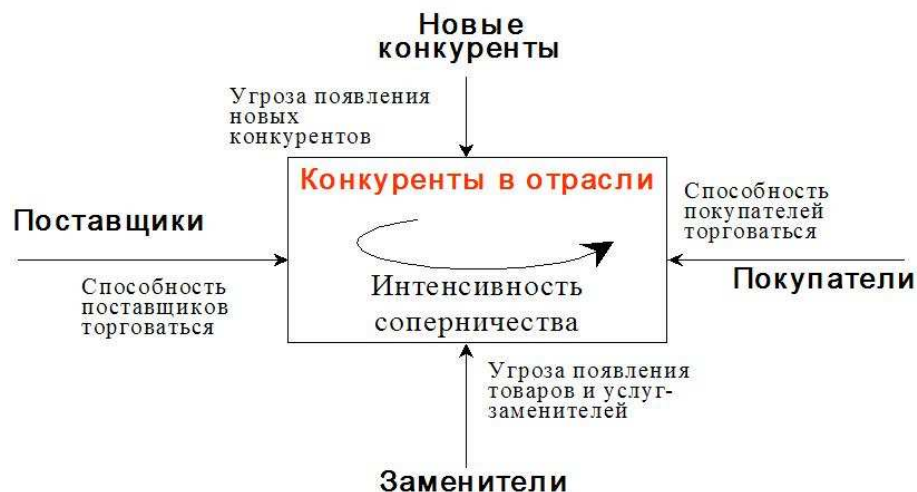 Новые
конкуренты
Угроза появления
новых
конкурентов
Конкуренты в отрасли
Способность
покупателей
торговаться
Поставщики
Покупатели
Способность
поставщиков
торговаться
Интенсивность
соперничества
Угроза появления
товаров и услуг-
заменителей
Заменители